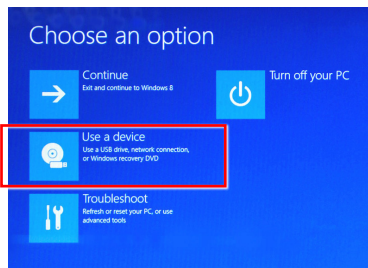 Choose an option
Continue
Exit and continue to Windows 8
Turn off your PC
Use a device
Use a USB drive, network connection,
or Windows recovery DVD
Troubleshoot
Refresh or reset your PC, or use
advanced tools